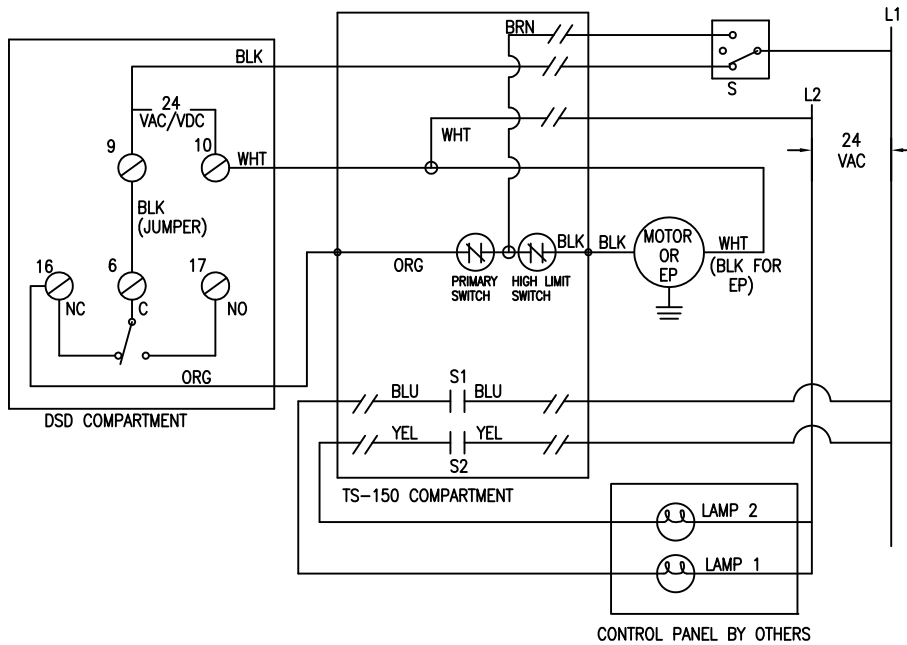 L1
BRN
BLK
S
L2
24
VAC/VDC
WHT
24
VAC
9
10
WHT
BLK
(JUMPER)
MOTOR
OR
EP
BLK
BLK
WHT
(BLK FOR
EP)
ORG
PRIMARY
SWITCH
HIGH LIMIT
SWITCH
16
6
17
NC
C
NO
ORG
S1
BLU
BLU
YEL
YEL
S2
DSD COMPARTMENT
TS-150 COMPARTMENT
LAMP 2
LAMP 1
CONTROL PANEL BY OTHERS